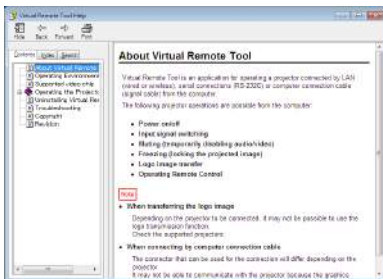 Virtual Remote Tool Help
Hide Back Forward Print
Contents Index Search
About Virtual Remote
Operating Environment
Supported video chip
Operating the Projecto
Uninstalling Virtual Rem
Troubleshooting
Copyright
Revision
About Virtual Remote Tool
Virtual Remote Tool is an application for operating a projector connected by LAN
(wired or wireless), serial connections (RS-232C) or computer connection cable
(signal cable) from the computer.
The following projector operations are possible from the computer:
• Power on/off
• Input signal switching
• Muting (temporarily disabling audio/video)
• Freezing (locking the projected image)
• Logo image transfer
• Operating Remote Control
Note
• When transferring the logo image
Depending on the projector to be connected, it may not be possible to use the
logo transmission function.
Check the supported projectors.
• When connecting by computer connection cable
The connector that can be used for the connection will differ depending on the
projector.
It may not be able to communicate with the projector because the graphics